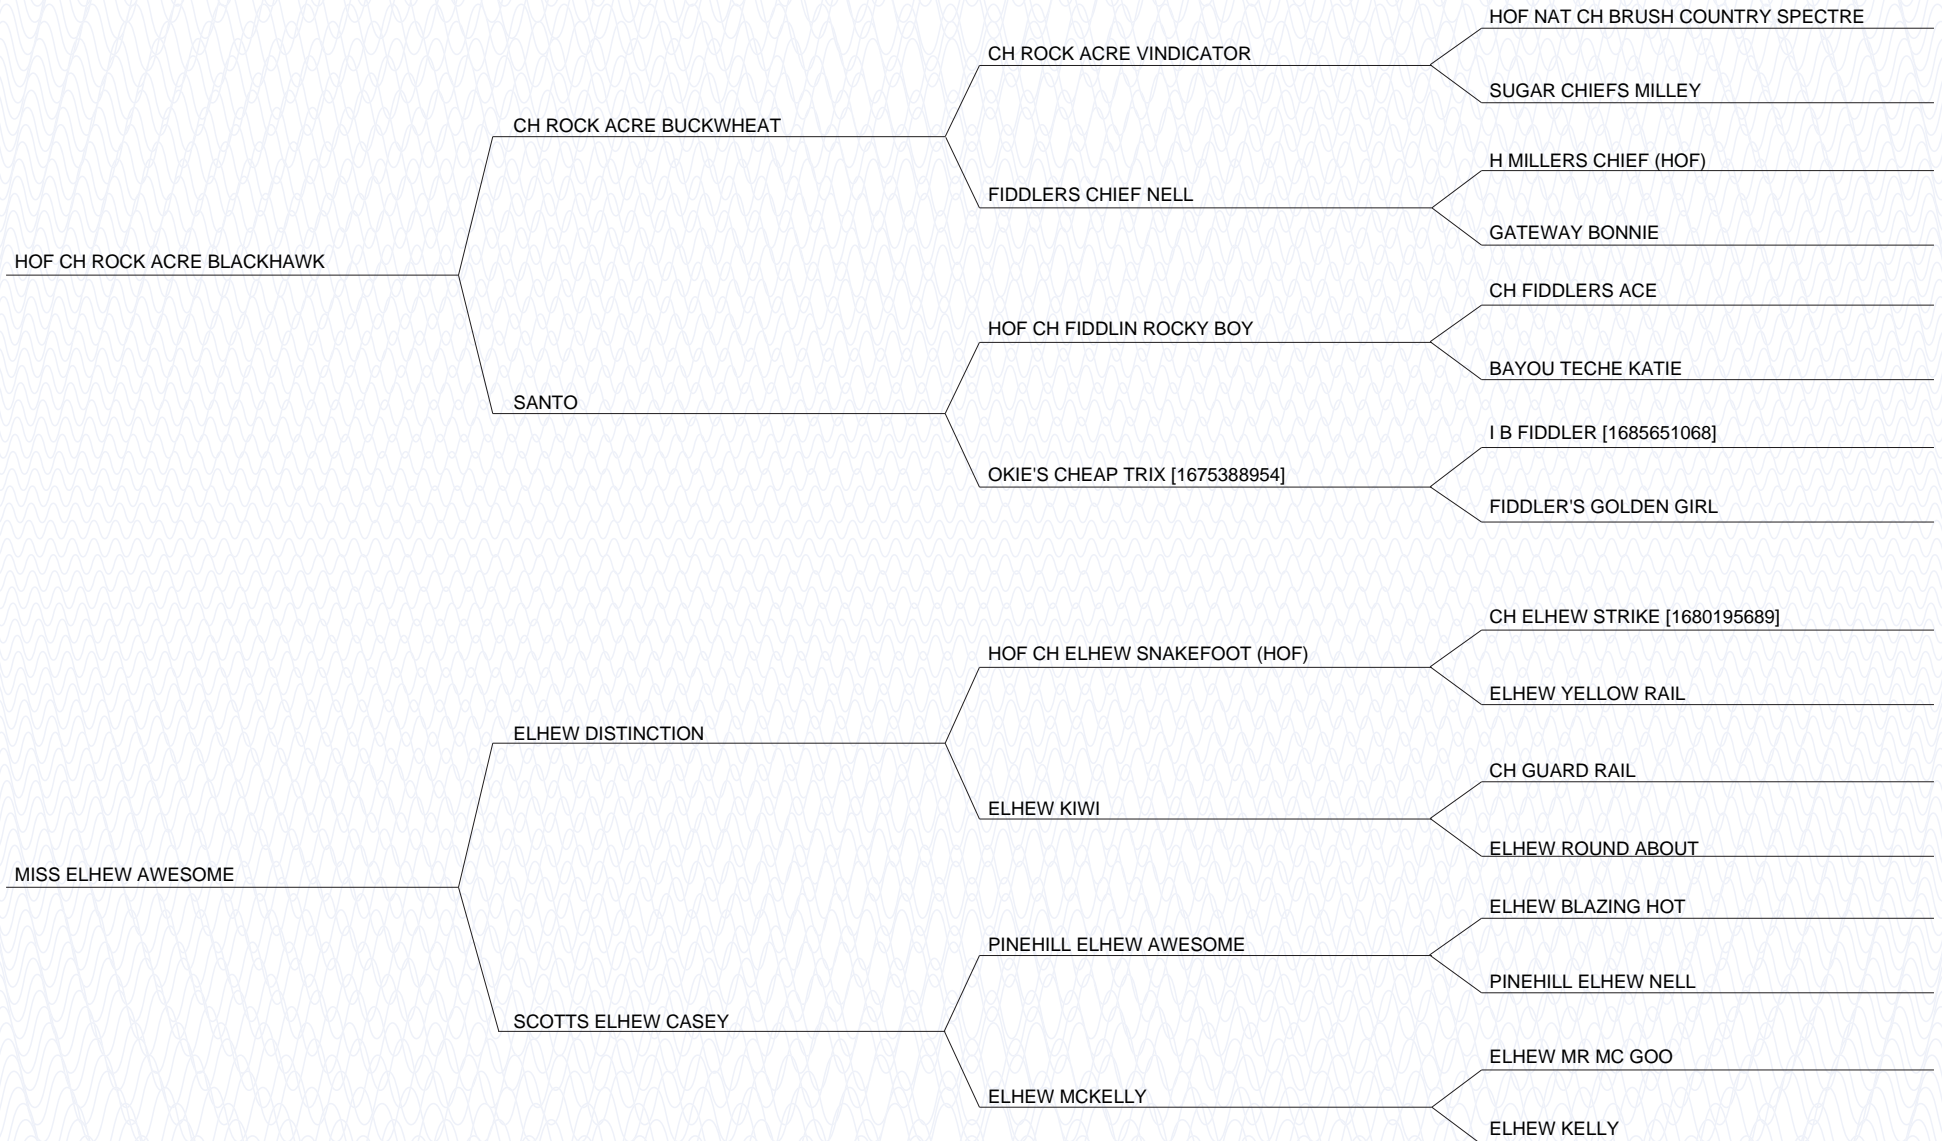 HOF NAT CH BRUSH COUNTRY SPECTRE
CH ROCK ACRE VINDICATOR
SUGAR CHIEFS MILLEY
CH ROCK ACRE BUCKWHEAT
H MILLERS CHIEF (HOF)
FIDDLERS CHIEF NELL
GATEWAY BONNIE
HOF CH ROCK ACRE BLACKHAWK
CH FIDDLERS ACE
HOF CH FIDDLIN ROCKY BOY
BAYOU TECHE KATIE
SANTO
I B FIDDLER [1685651068]
OKIE'S CHEAP TRIX [1675388954]
FIDDLER'S GOLDEN GIRL
CH ELHEW STRIKE [1680195689]
HOF CH ELHEW SNAKEFOOT (HOF)
ELHEW YELLOW RAIL
ELHEW DISTINCTION
CH GUARD RAIL
ELHEW KIWI
ELHEW ROUND ABOUT
MISS ELHEW AWESOME
ELHEW BLAZING HOT
PINEHILL ELHEW AWESOME
PINEHILL ELHEW NELL
SCOTTS ELHEW CASEY
ELHEW MR MC GOO
ELHEW MCKELLY
ELHEW KELLY